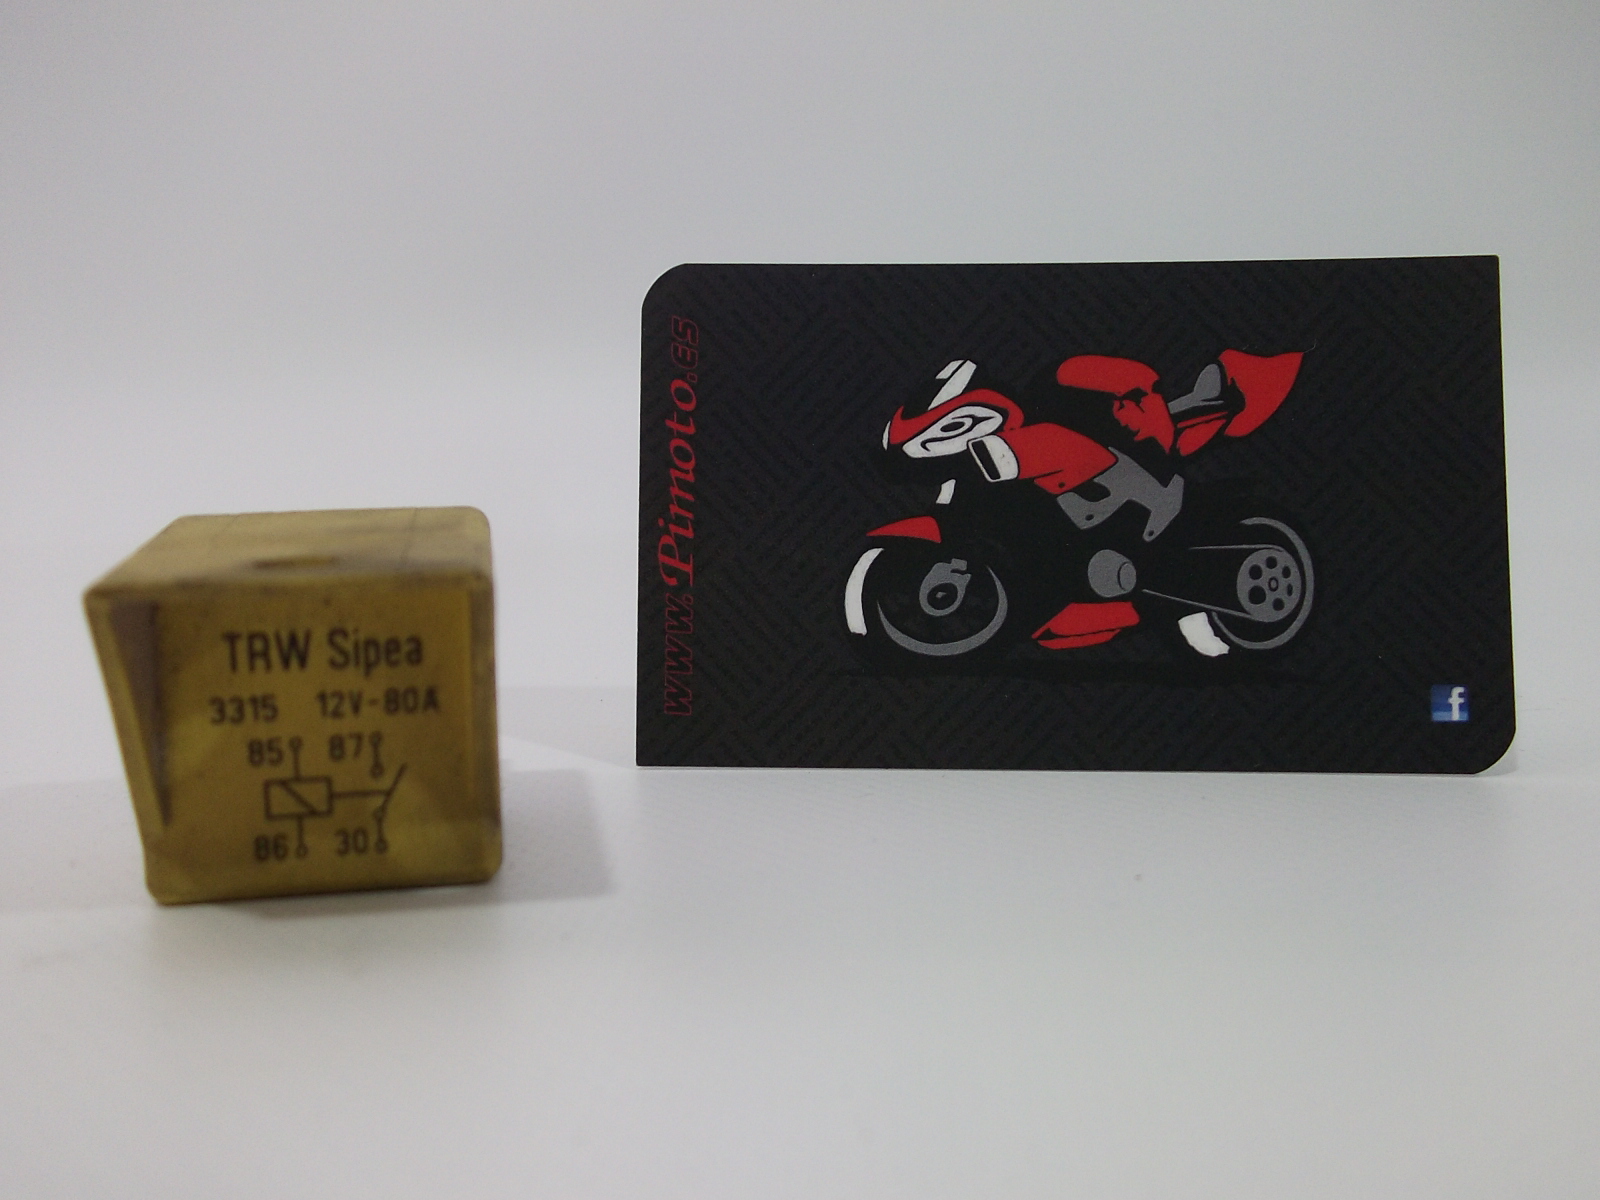 TRW Sipea
3315 12V-80A
85 87
86 30
www.Pimoto.es
f